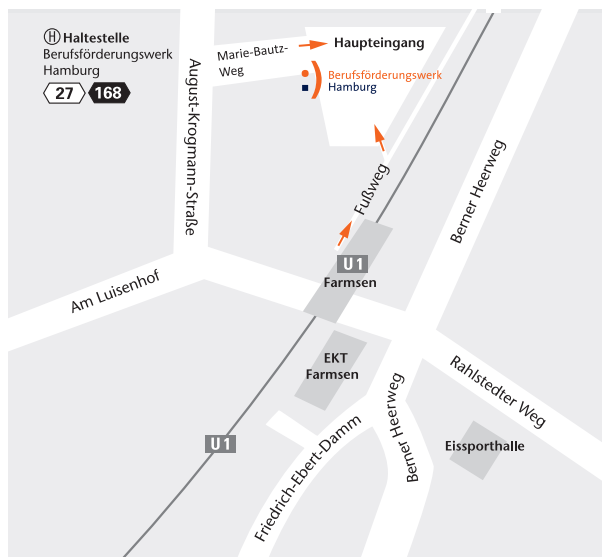 H Haltestelle
Berufsförderungswerk
Hamburg
27 168
Marie-Bautz-
Weg
Haupteingang
Berufsförderungswerk
Hamburg
August-Krogmann-Straße
Fußweg
Berner Heerweg
Am Luisenhof
U1
Farmsen
EKT
Farmsen
Rahlstedter Weg
Berner Heerweg
Eissporthalle
U1
Friedrich-Ebert-Damm